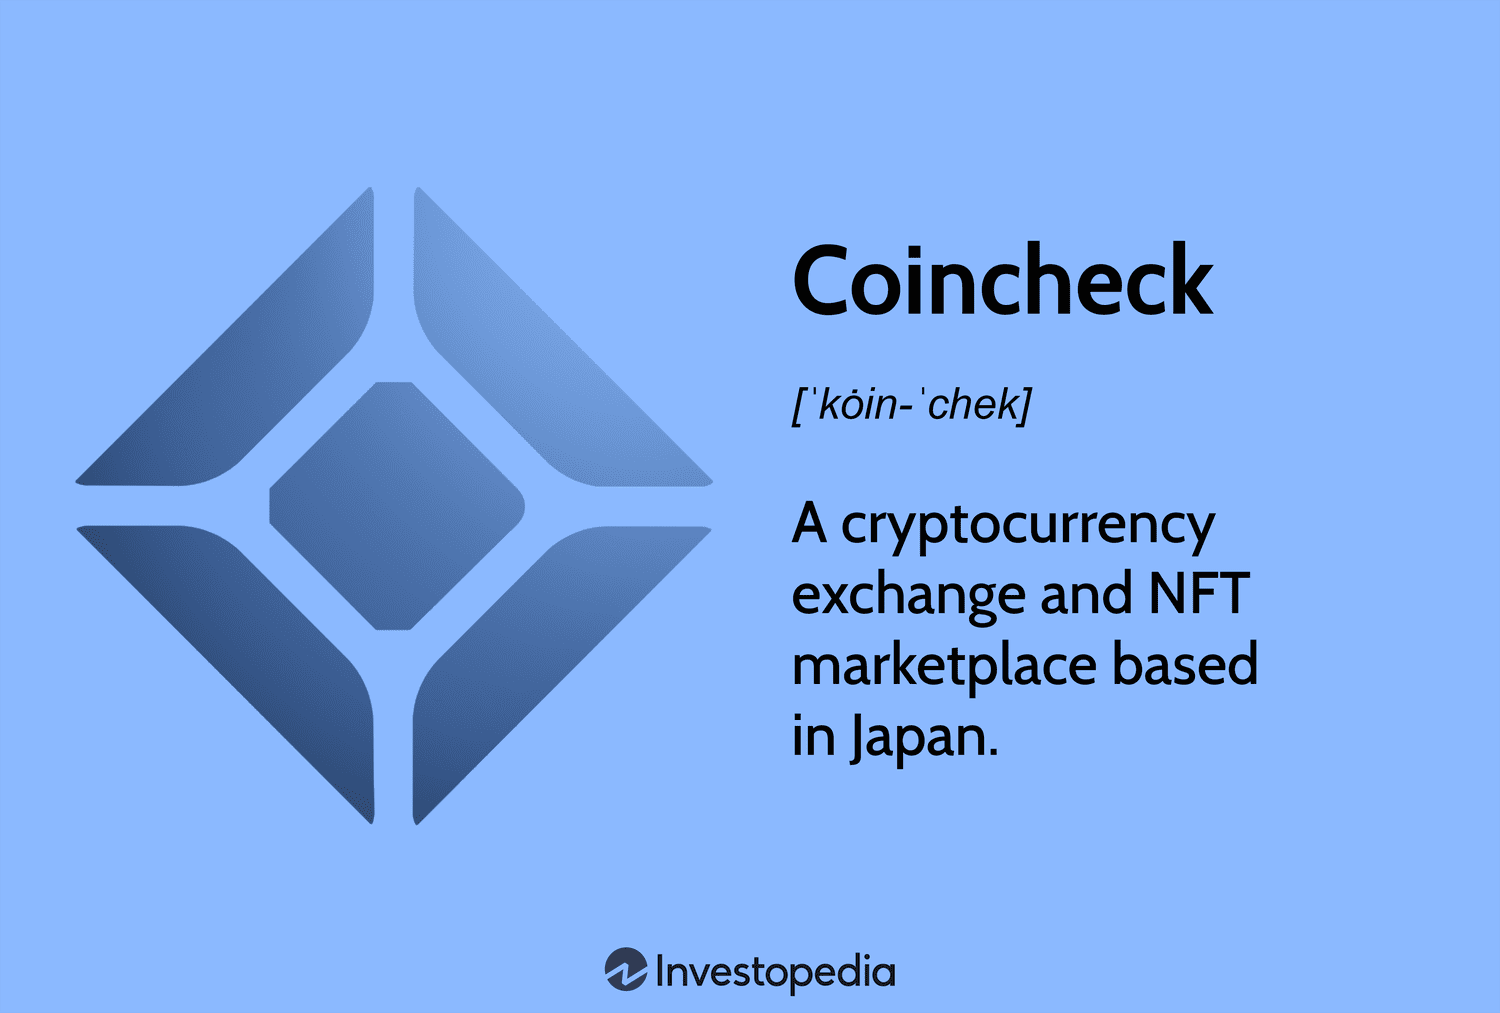 Coincheck
[ˈkȯin-ˈchek]
A cryptocurrency
exchange and NFT
marketplace based
in Japan.
Investopedia